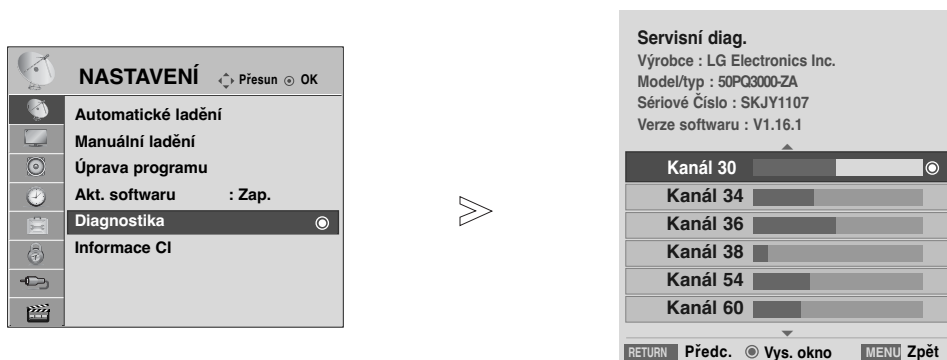 NASTAVENÍ Přesun OK
Automatické ladění
Manuální ladění
Úprava programu
Akt. softwaru : Zap.
Diagnostika
Informace CI
Servisní diag.
Výrobce : LG Electronics Inc.
Model/typ : 50PQ3000-ZA
Sériové Číslo : SKJY1107
Verze softwaru : V1.16.1
Kanál 30
Kanál 34
Kanál 36
Kanál 38
Kanál 54
Kanál 60
RETURN Předc. Vys. okno MENU Zpět